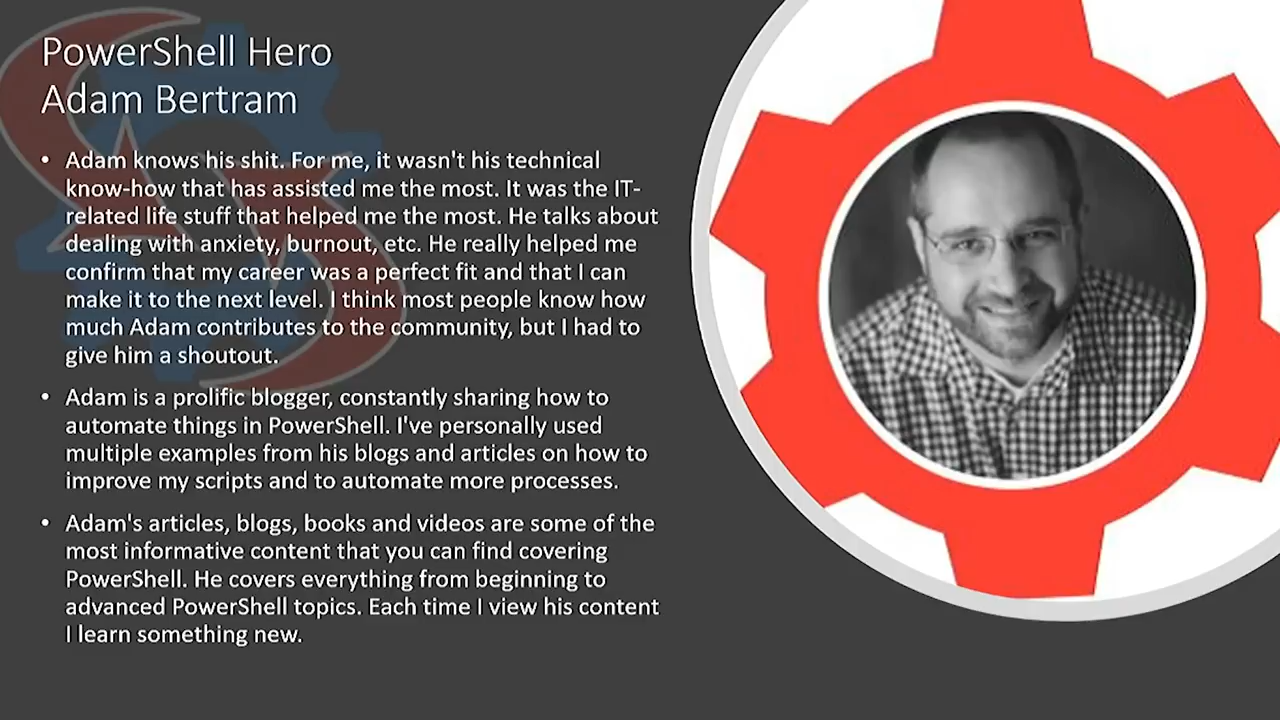 PowerShell Hero
Adam Bertram
• Adam knows his shit. For me, it wasn't his technical
know-how that has assisted me the most. It was the IT-
related life stuff that helped me the most. He talks about
dealing with anxiety, burnout, etc. He really helped me
confirm that my career was a perfect fit and that I can
make it to the next level. I think most people know how
much Adam contributes to the community, but I had to
give him a shoutout.
• Adam is a prolific blogger, constantly sharing how to
automate things in PowerShell. I've personally used
multiple examples from his blogs and articles on how to
improve my scripts and to automate more processes.
• Adam's articles, blogs, books and videos are some of the
most informative content that you can find covering
PowerShell. He covers everything from beginning to
advanced PowerShell topics. Each time I view his content
I learn something new.